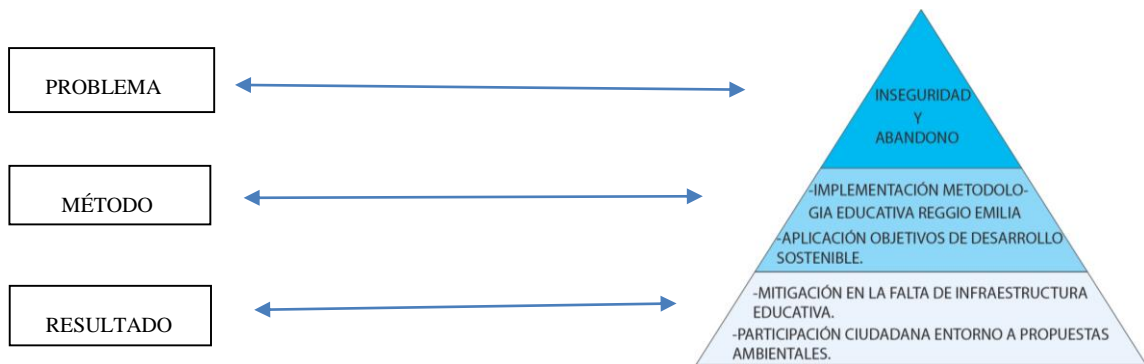 PROBLEMA
INSEGURIDAD
Y
ABANDONO
MÉTODO
-IMPLEMENTACIÓN METODOLO-
GIA EDUCATIVA REGGIO EMILIA
-APLICACIÓN OBJETIVOS DE DESARROLLO
SOSTENIBLE.
RESULTADO
-MITIGACIÓN EN LA FALTA DE INFRAESTRUCTURA
EDUCATIVA.
-PARTICIPACIÓN CIUDADANA ENTORNO A PROPUESTAS
AMBIENTALES.